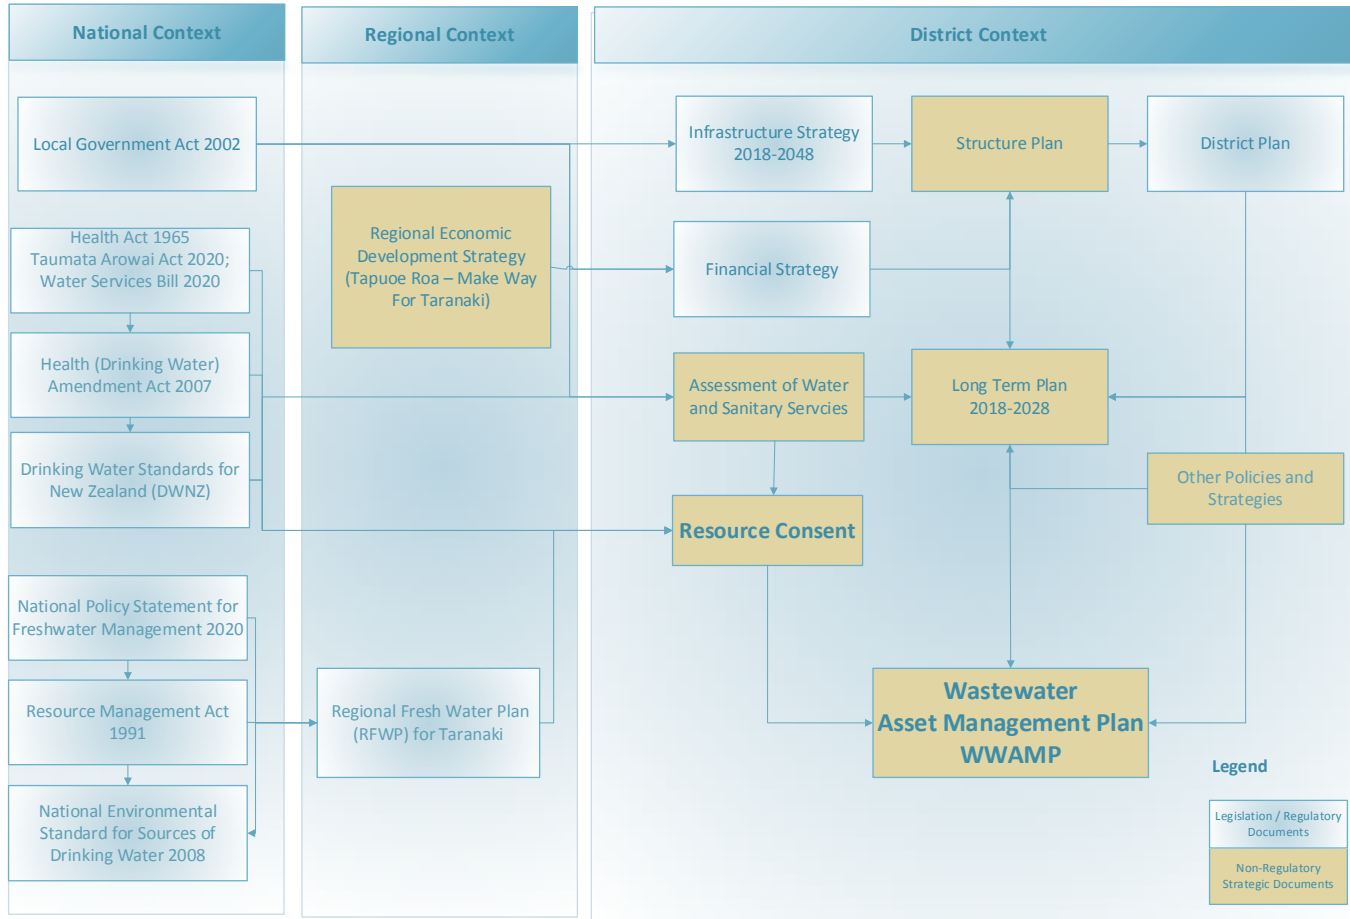 National Context
Regional Context
District Context
Local Government Act 2002
Infrastructure Strategy
2018-2048
Structure Plan
District Plan
Regional Economic
Development Strategy
(Tapuoe Roa – Make Way
For Taranaki)
Health Act 1965
Taumata Arowai Act 2020;
Water Services Bill 2020
Financial Strategy
Health (Drinking Water)
Amendment Act 2007
Assessment of Water
and Sanitary Servcies
Long Term Plan
2018-2028
Drinking Water Standards for
New Zealand (DWNZ)
Other Policies and
Strategies
Resource Consent
National Policy Statement for
Freshwater Management 2020
Resource Management Act
1991
Regional Fresh Water Plan
(RFWP) for Taranaki
Wastewater
Asset Management Plan
WWAMP
National Environmental
Standard for Sources of
Drinking Water 2008
Legend
Legislation / Regulatory
Documents
Non-Regulatory
Strategic Documents